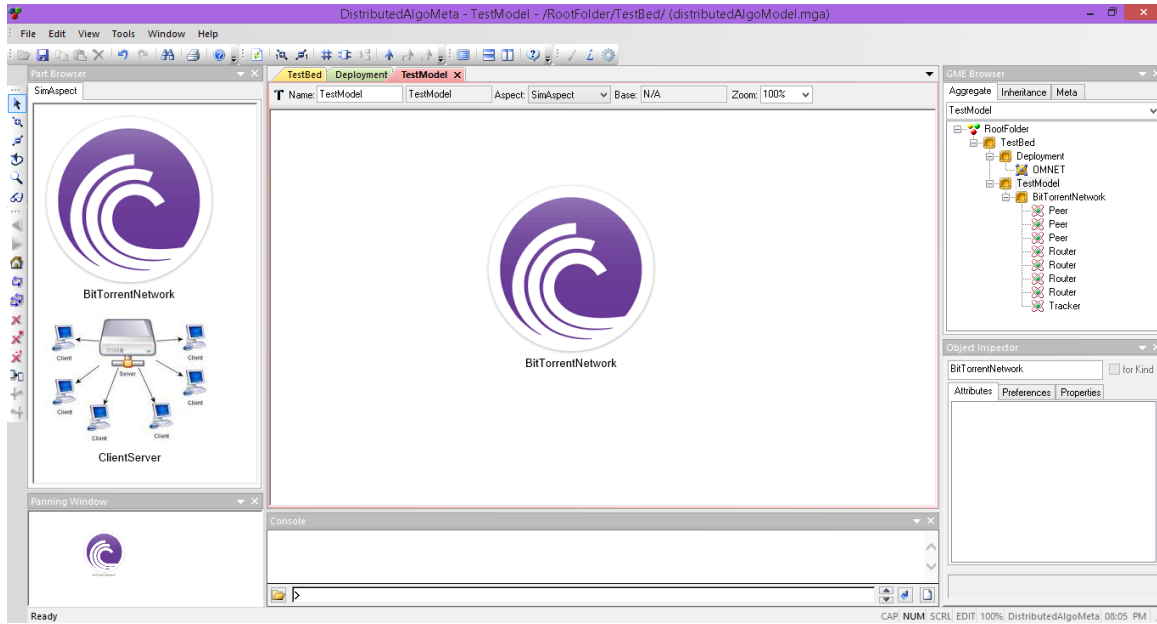 DistributedAlgoMeta - TestModel - /RootFolder/TestBed/ (distributedAlgoModel.mga)
File Edit View Tools Window Help
Part Browser
SimAspect
BitTorrentNetwork
Client
Client
Server
Client
Client
Client
Client
Client
ClientServer
Panning Window
TestBed Deployment TestModel
Name: TestModel TestModel Aspect: SimAspect Base: N/A Zoom: 100%
BitTorrentNetwork
Console
>
GME Browser
Aggregate Inheritance Meta
TestModel
RootFolder
TestBed
Deployment
OMNET
TestModel
BitTorrentNetwork
Peer
Peer
Peer
Router
Router
Router
Router
Tracker
Object Inspector
BitTorrentNetwork for Kind
Attributes Preferences Properties
Ready
CAP NUM SCRL EDIT 100% DistributedAlgoMeta 08:05 PM